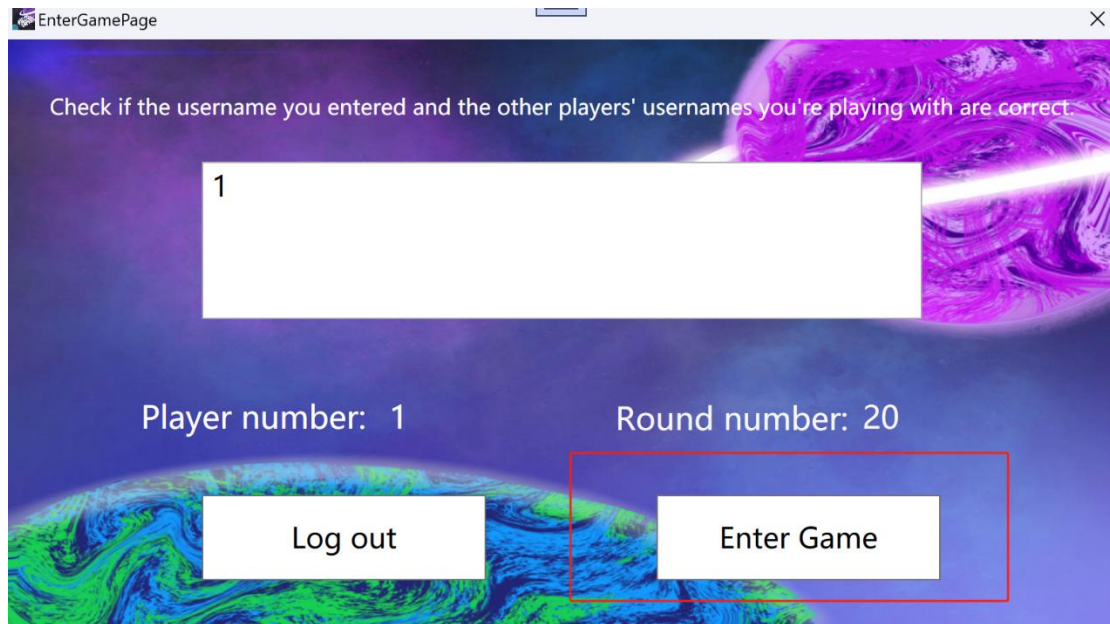 EnterGamePage
Check if the username you entered and the other players' usernames you're playing with are correct.
1
Player number: 1
Round number: 20
Log out
Enter Game